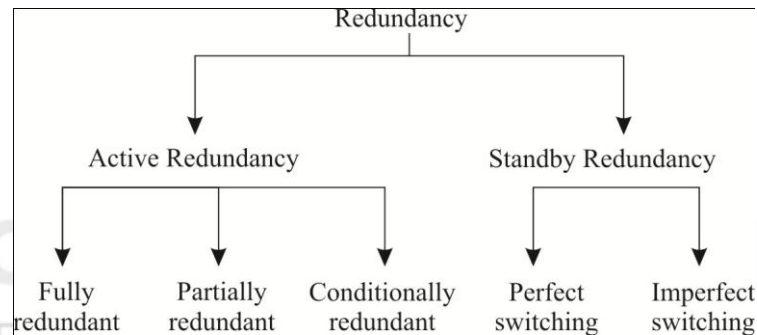 Redundancy
Active Redundancy
Standby Redundancy
Fully redundant
Partially redundant
Conditionally redundant
Perfect switching
Imperfect switching